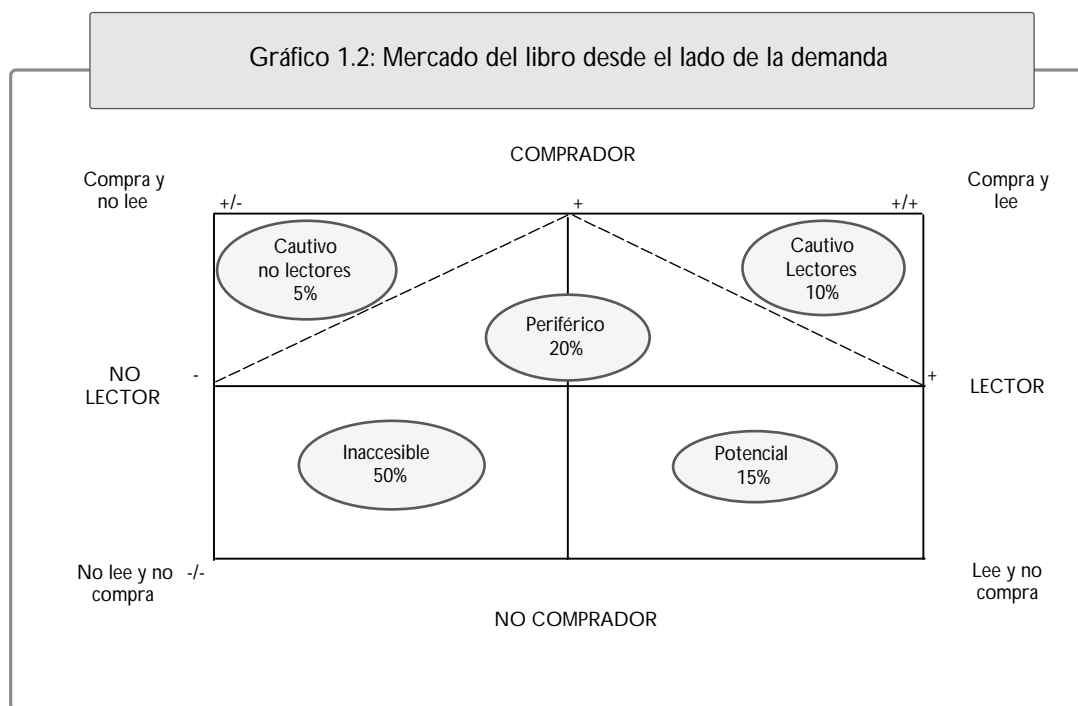 Gráfico 1.2: Mercado del libro desde el lado de la demanda
COMPRADOR
Compra y
no lee
+/-
+
+/+
Compra y
lee
Cautivo
no lectores
5%
Cautivo
Lectores
10%
Periférico
20%
NO
LECTOR
-
+
LECTOR
Inaccesible
50%
Potencial
15%
No lee y no
compra
-/-
Lee y no
compra
NO COMPRADOR